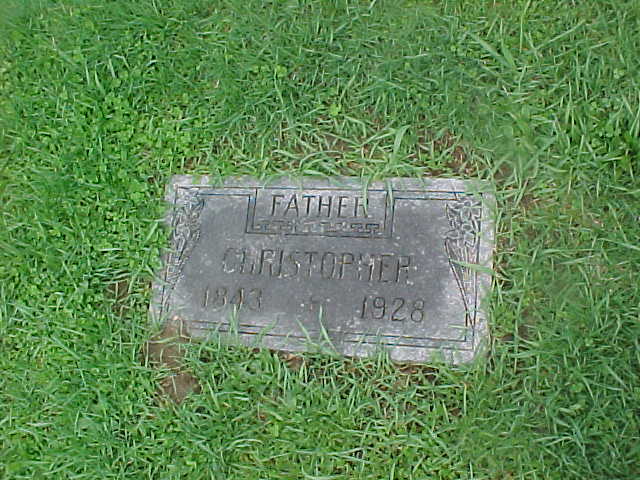 FATHER
CHRISTOPHER
1843 - 1928